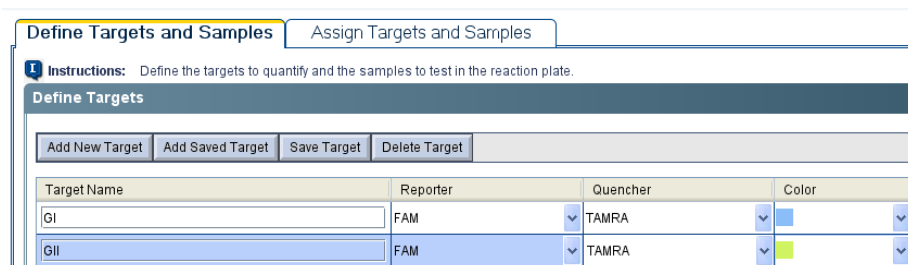 Define Targets and Samples Assign Targets and Samples
I Instructions: Define the targets to quantify and the samples to test in the reaction plate.
Define Targets
Add New Target Add Saved Target Save Target Delete Target
Target Name Reporter Quencher Color
GI FAM TAMRA
GII FAM TAMRA